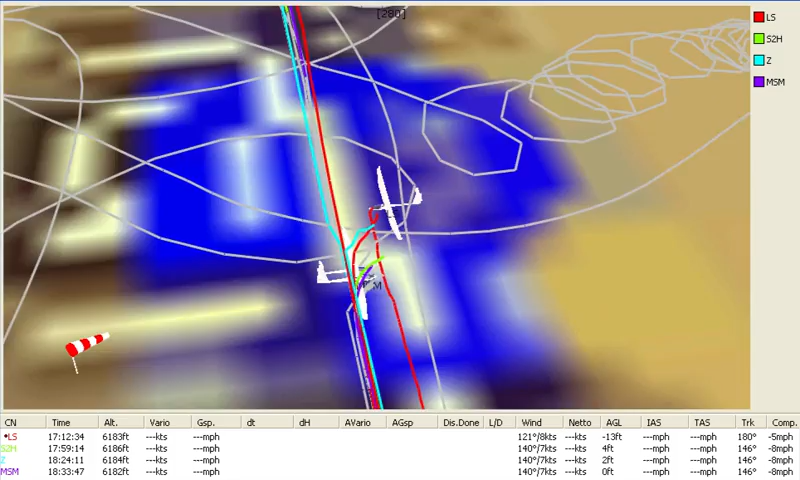 [280]
LS
S2H
Z
MSM
CN Time Alt. Vario Gsp. dt dH AVario AGsp Dis.Done L/D Wind Netto AGL IAS TAS Trk Comp.
LS 17:12:34 6183ft ---kts ---mph 121°/8kts ---kts -13ft ---mph ---mph 180° -5mph
S2H 17:59:14 6186ft ---kts ---mph 140°/7kts ---kts 4ft ---mph ---mph 146° -8mph
Z 18:24:11 6184ft ---kts ---mph 140°/7kts ---kts 2ft ---mph ---mph 146° -8mph
MSM 18:33:47 6182ft ---kts ---mph 140°/7kts ---kts 0ft ---mph ---mph 146° -8mph